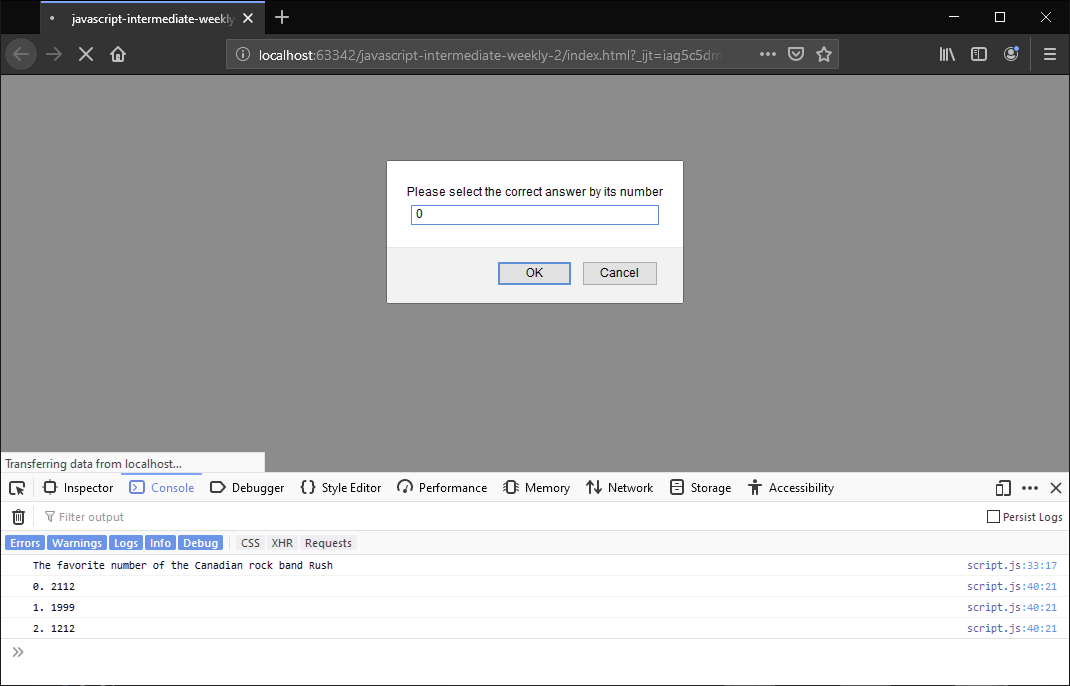 javascript-intermediate-weekly
localhost:63342/javascript-intermediate-weekly-2/index.html?_ijt=iag5c5dm
Please select the correct answer by its number
0
OK Cancel
Transferring data from localhost...
Inspector Console Debugger Style Editor Performance Memory Network Storage Accessibility
Filter output Persist Logs
Errors Warnings Logs Info Debug CSS XHR Requests
The favorite number of the Canadian rock band Rush script.js:33:17
0. 2112 script.js:40:21
1. 1999 script.js:40:21
2. 1212 script.js:40:21